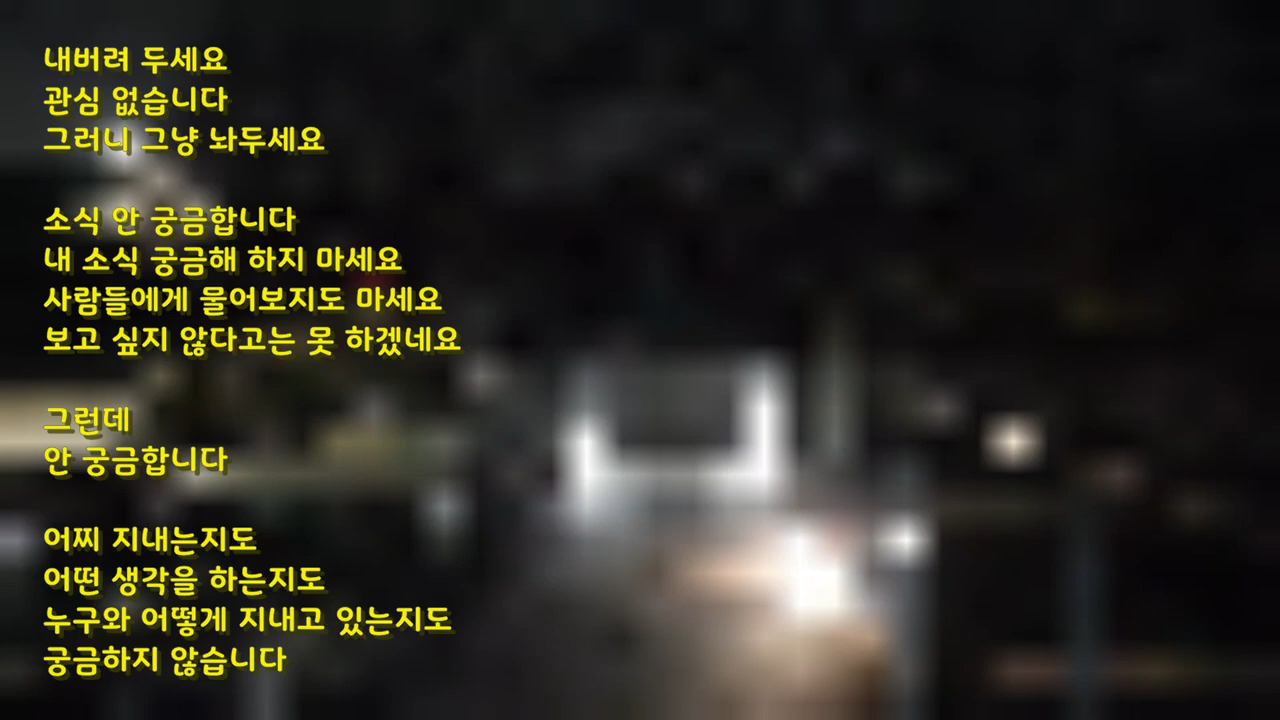 내버려 두세요
관심 없습니다
그러니 그냥 놔두세요
소식 안 궁금합니다
내 소식 궁금해 하지 마세요
사람들에게 물어보지도 마세요
보고 싶지 않다고는 못 하겠네요
그런데
안 궁금합니다
어찌 지내는지도
어떤 생각을 하는지도
누구와 어떻게 지내고 있는지도
궁금하지 않습니다